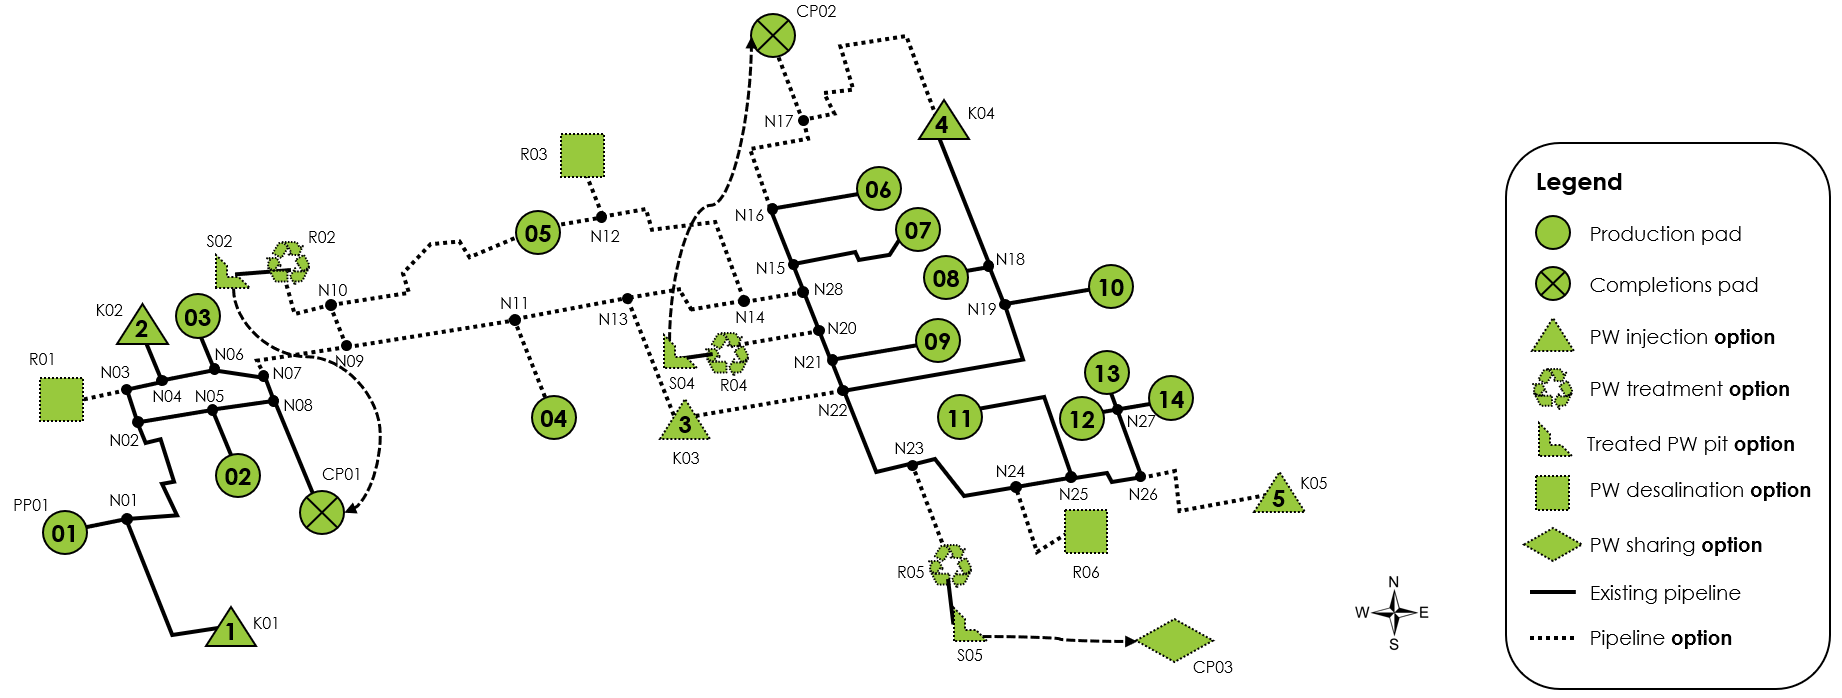 CP02
K04
4
N17
R03
06
N16
07
05
N12
N15
N18
S02
R02
08
10
N28
N10
N19
K02
03
N11
N13
N14
2
N20
09
R01
N06
N09
N21
N03
N07
S04
R04
13
N04
N05
N08
N22
14
04
11
12
N27
N02
3
K03
N23
02
CP01
N24
N25
N26
K05
5
PP01
N01
01
R05
R06
1
K01
S05
CP03
N
W
E
S
Legend
Production pad
Completions pad
PW injection option
PW treatment option
Treated PW pit option
PW desalination option
PW sharing option
Existing pipeline
Pipeline option